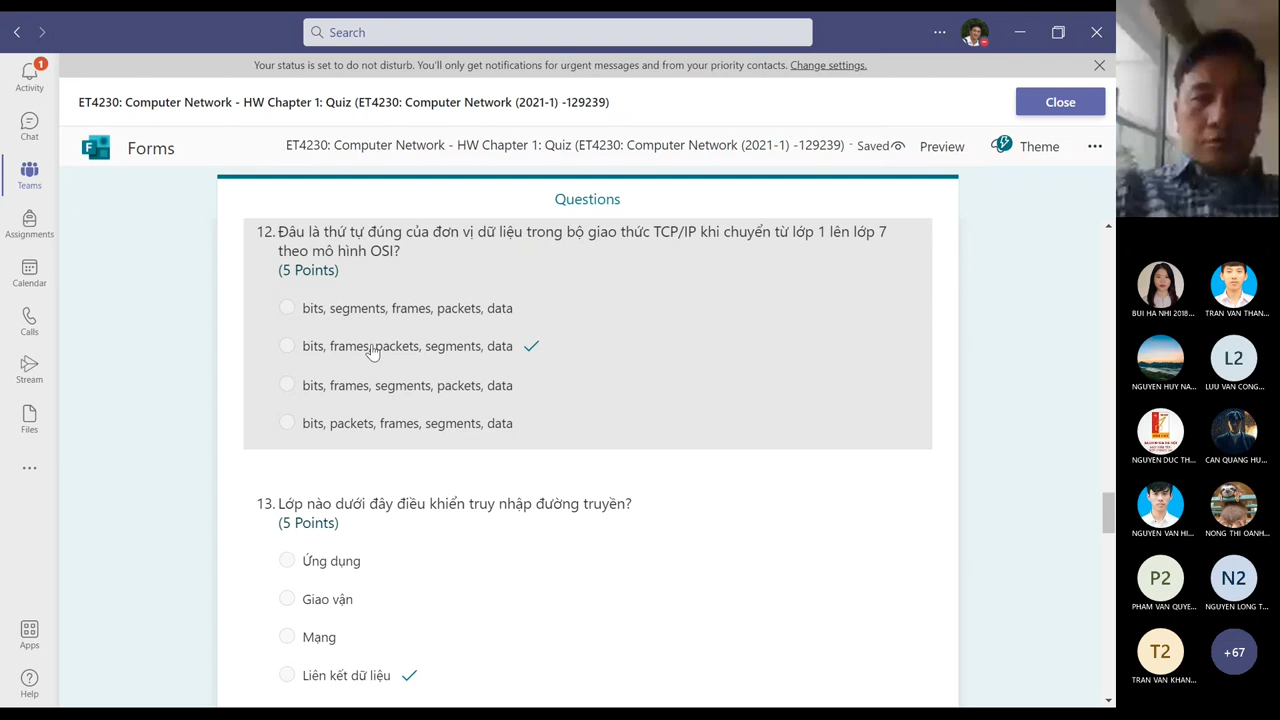 Search
Activity
1
Chat
Teams
Assignments
Calendar
Calls
Stream
Files
Apps
Help
Your status is set to do not disturb. You'll only get notifications for urgent messages and from your priority contacts. Change settings.
ET4230: Computer Network - HW Chapter 1: Quiz (ET4230: Computer Network (2021-1) -129239)
Close
Forms
ET4230: Computer Network - HW Chapter 1: Quiz (ET4230: Computer Network (2021-1) -129239) - Saved
Preview
Theme
Questions
12. Đâu là thứ tự đúng của đơn vị dữ liệu trong bộ giao thức TCP/IP khi chuyển từ lớp 1 lên lớp 7
theo mô hình OSI?
(5 Points)
bits, segments, frames, packets, data
bits, frames, packets, segments, data
bits, frames, segments, packets, data
bits, packets, frames, segments, data
13. Lớp nào dưới đây điều khiển truy nhập đường truyền?
(5 Points)
Ứng dụng
Giao vận
Mạng
Liên kết dữ liệu
BUI HA NHI 2018...
TRAN VAN THAN...
NGUYEN HUY NA...
L2
LUU VAN CONG...
NGUYEN DUC TH...
CAN QUANG HU...
NGUYEN VAN HI...
NONG THI OANH...
P2
PHAM VAN QUYE...
N2
NGUYEN LONG T...
T2
TRAN VAN KHAN...
+67